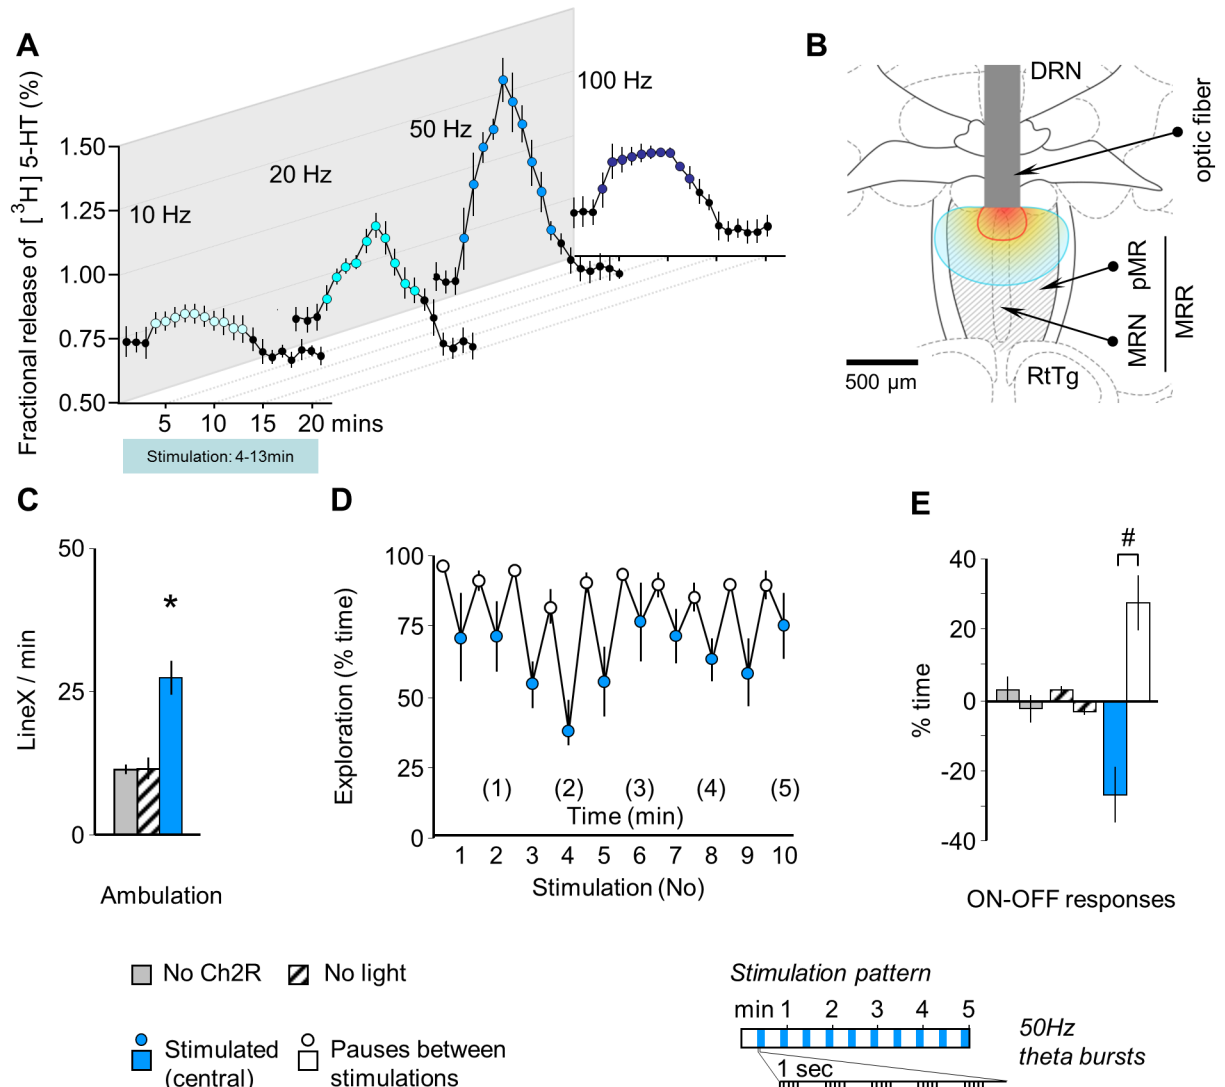 A
Fractional release of [³H] 5-HT (%)
1.50
1.25
1.00
0.75
0.50
10 Hz
20 Hz
50 Hz
100 Hz
5 10 15 20 mins
Stimulation: 4-13min
B
DRN
optic fiber
pMR
MRN
MRR
RtTg
500 µm
C
LineX / min
50
25
0
*
Ambulation
D
Exploration (% time)
100
75
50
25
0
(1) (2) (3) (4) (5)
Time (min)
1 2 3 4 5 6 7 8 9 10
Stimulation (No)
E
% time
40
20
0
-20
-40
#
ON-OFF responses
No Ch2R
No light
Stimulated
(central)
Pauses between
stimulations
Stimulation pattern
min 1 2 3 4 5
50Hz
theta bursts
1 sec